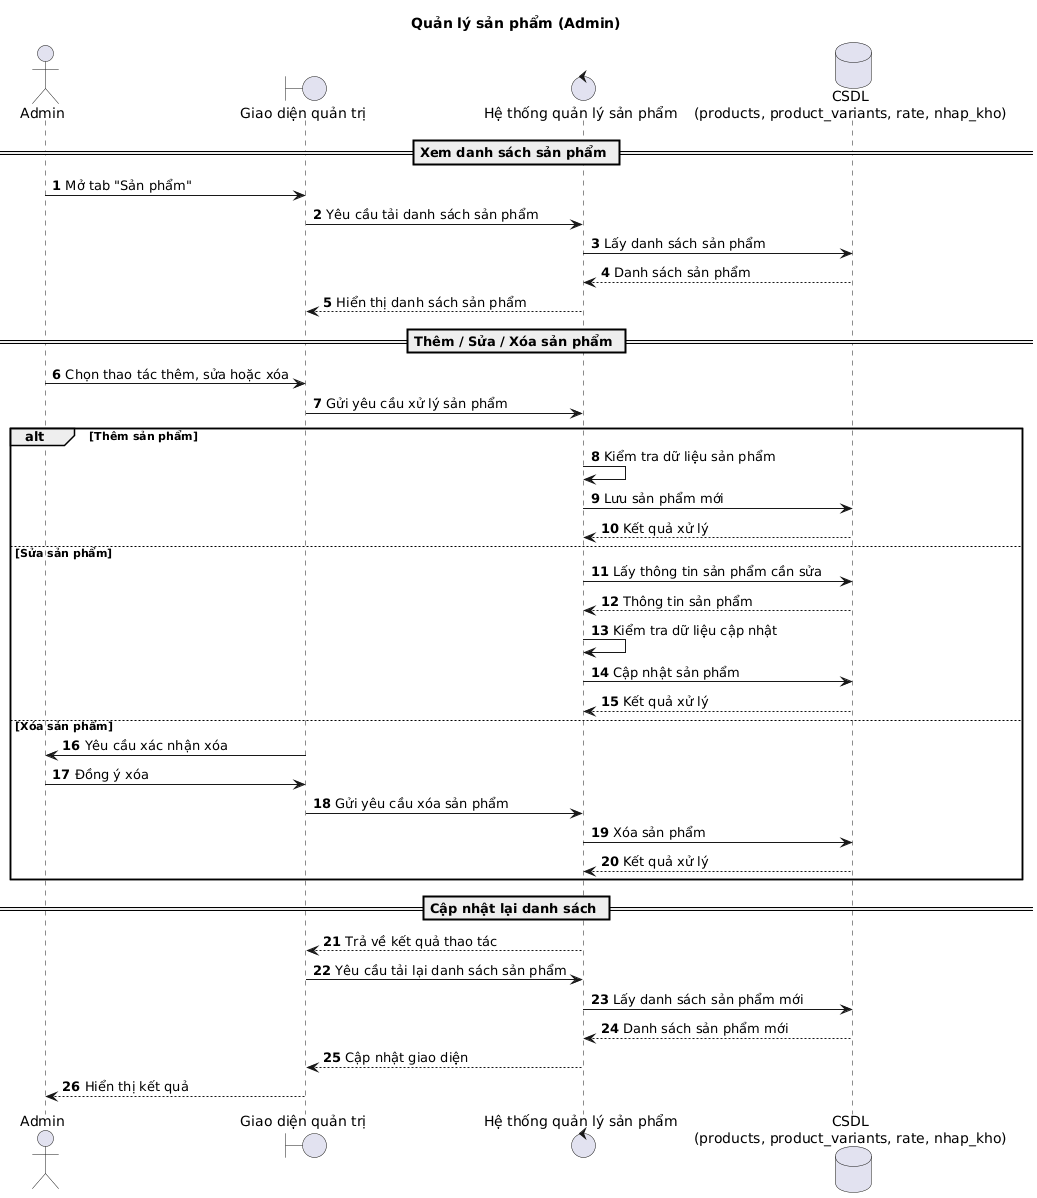 Quản lý sản phẩm (Admin)
Admin
Giao diện quản trị
Hệ thống quản lý sản phẩm
CSDL
(products, product_variants, rate, nhap_kho)
Xem danh sách sản phẩm
1 Mở tab "Sản phẩm"
2 Yêu cầu tải danh sách sản phẩm
3 Lấy danh sách sản phẩm
4 Danh sách sản phẩm
5 Hiển thị danh sách sản phẩm
Thêm / Sửa / Xóa sản phẩm
6 Chọn thao tác thêm, sửa hoặc xóa
7 Gửi yêu cầu xử lý sản phẩm
alt [Thêm sản phẩm]
8 Kiểm tra dữ liệu sản phẩm
9 Lưu sản phẩm mới
10 Kết quả xử lý
[Sửa sản phẩm]
11 Lấy thông tin sản phẩm cần sửa
12 Thông tin sản phẩm
13 Kiểm tra dữ liệu cập nhật
14 Cập nhật sản phẩm
15 Kết quả xử lý
[Xóa sản phẩm]
16 Yêu cầu xác nhận xóa
17 Đồng ý xóa
18 Gửi yêu cầu xóa sản phẩm
19 Xóa sản phẩm
20 Kết quả xử lý
Cập nhật lại danh sách
21 Trả về kết quả thao tác
22 Yêu cầu tải lại danh sách sản phẩm
23 Lấy danh sách sản phẩm mới
24 Danh sách sản phẩm mới
25 Cập nhật giao diện
26 Hiển thị kết quả
Admin
Giao diện quản trị
Hệ thống quản lý sản phẩm
CSDL
(products, product_variants, rate, nhap_kho)